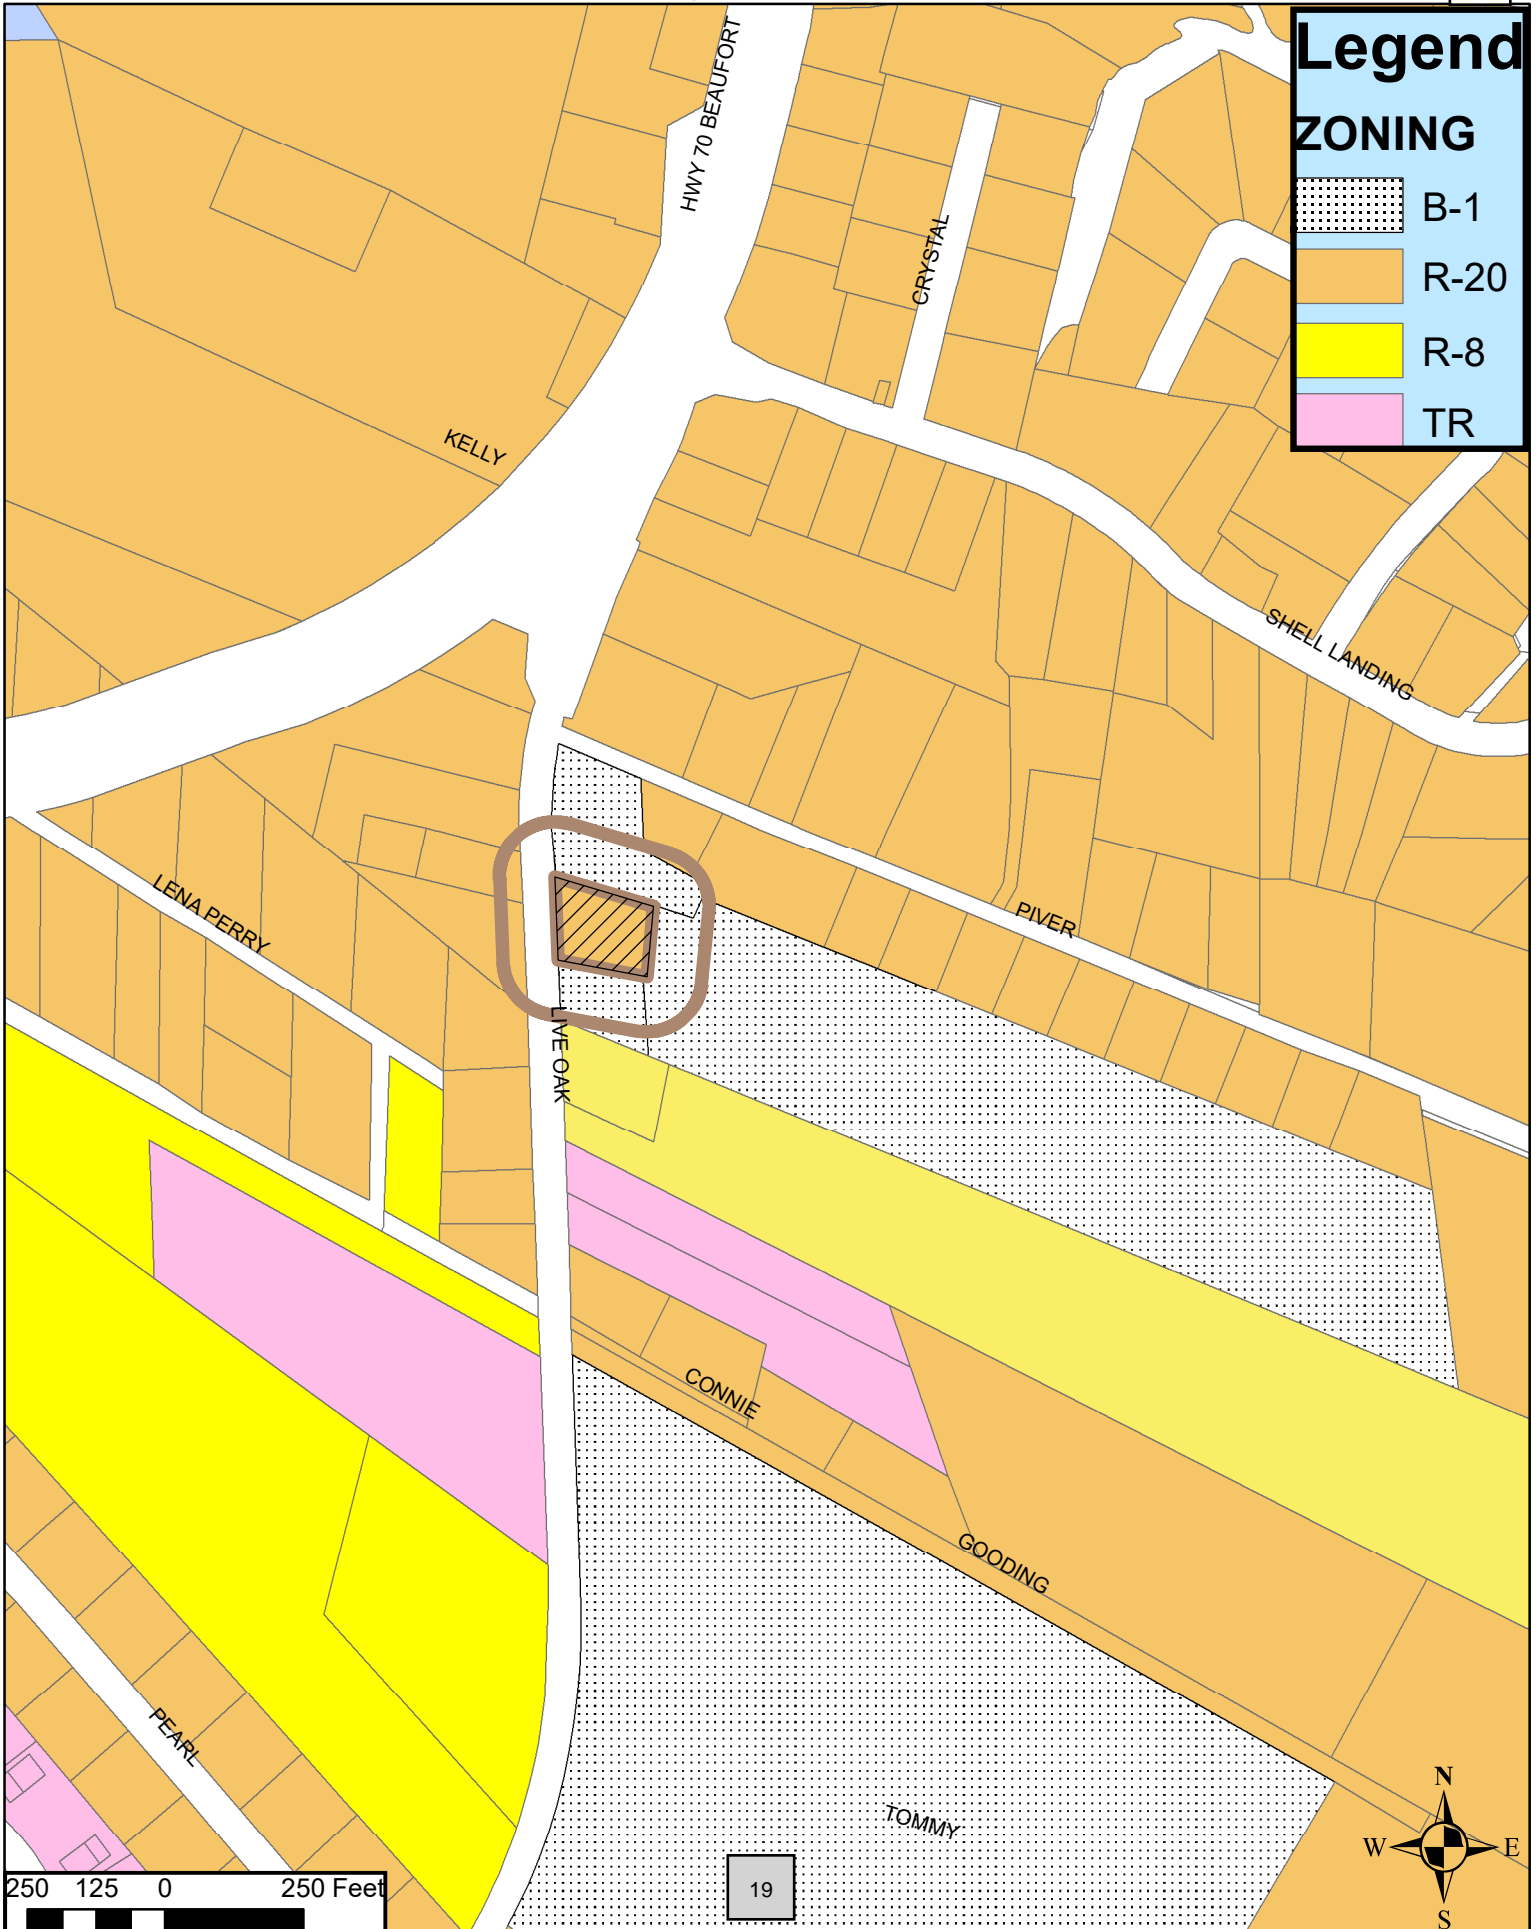 Legend
ZONING
B-1
R-20
R-8
TR
HWY 70 BEAUFORT
CRYSTAL
KELLY
SHELL LANDING
LENA PERRY
PIVER
LIVE OAK
CONNIE
GOODING
PEARL
TOMMY
N
W E
S
250 125 0 250 Feet
19